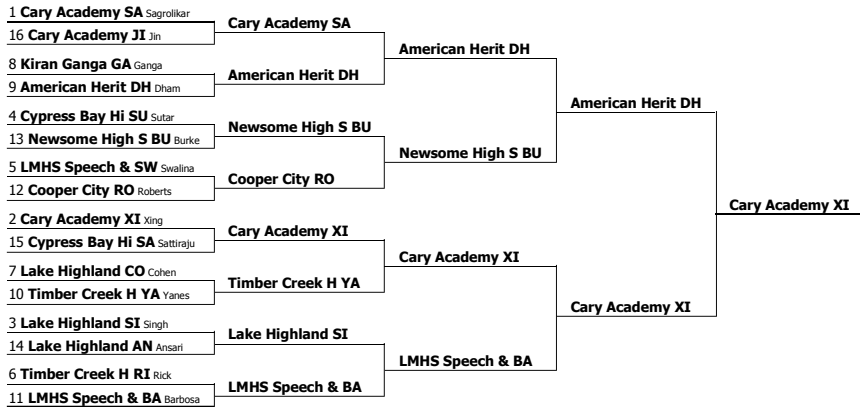 1 Cary Academy SA Sagrolikar
16 Cary Academy JI Jin
8 Kiran Ganga GA Ganga
9 American Herit DH Dham
4 Cypress Bay Hi SU Sutar
13 Newsome High S BU Burke
5 LMHS Speech & SW Swalina
12 Cooper City RO Roberts
2 Cary Academy XI Xing
15 Cypress Bay Hi SA Sattiraju
7 Lake Highland CO Cohen
10 Timber Creek H YA Yanes
3 Lake Highland SI Singh
14 Lake Highland AN Ansari
6 Timber Creek H RI Rick
11 LMHS Speech & BA Barbosa
Cary Academy SA
American Herit DH
Newsome High S BU
Cooper City RO
Cary Academy XI
Timber Creek H YA
Lake Highland SI
LMHS Speech & BA
American Herit DH
Newsome High S BU
Cary Academy XI
LMHS Speech & BA
American Herit DH
Cary Academy XI
Cary Academy XI